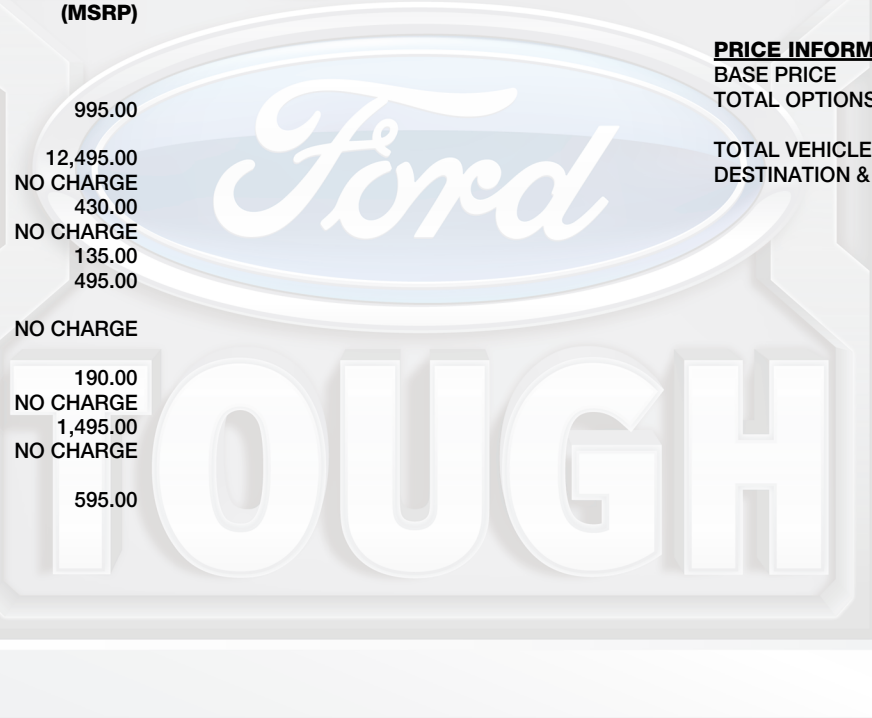 (MSRP)
995.00
12,495.00
NO CHARGE
430.00
NO CHARGE
135.00
495.00
NO CHARGE
190.00
NO CHARGE
1,495.00
NO CHARGE
595.00
PRICE INFORM
BASE PRICE
TOTAL OPTIONS
TOTAL VEHICLE
DESTINATION &
Ford
TOUGH